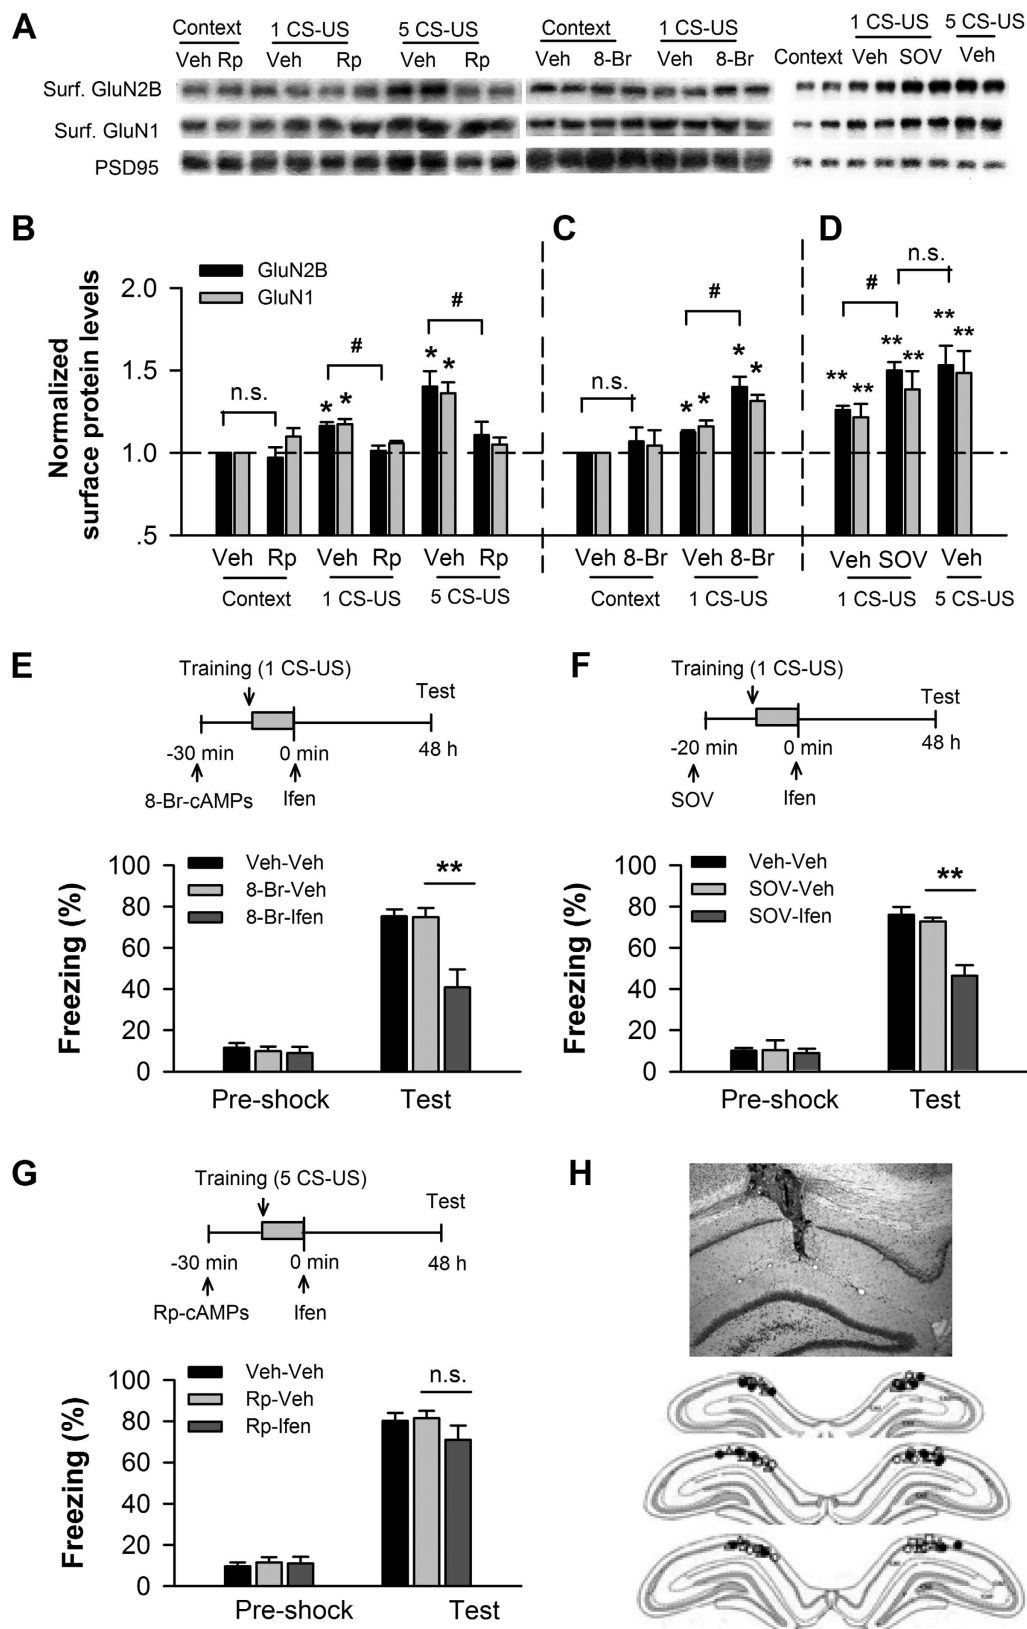 A
Context 1 CS-US 5 CS-US
Veh Rp Veh Rp Veh Rp
Context 1 CS-US
Veh 8-Br Veh 8-Br
1 CS-US 5 CS-US
Context Veh SOV Veh
Surf. GluN2B
Surf. GluN1
PSD95
B
C
D
Normalized
surface protein levels
GluN2B
GluN1
2.0
1.5
1.0
.5
n.s.
#
* *
#
* *
n.s.
#
* *
* *
n.s.
#
** **
** **
** **
Veh Rp Veh Rp Veh Rp
Context 1 CS-US 5 CS-US
Veh 8-Br Veh 8-Br
Context 1 CS-US
Veh SOV Veh
1 CS-US 5 CS-US
E
Training (1 CS-US)
Test
-30 min 0 min 48 h
8-Br-cAMPs Ifen
Freezing (%)
100
80
60
40
20
0
Veh-Veh
8-Br-Veh
8-Br-Ifen
**
Pre-shock Test
F
Training (1 CS-US)
Test
-20 min 0 min 48 h
SOV Ifen
Freezing (%)
100
80
60
40
20
0
Veh-Veh
SOV-Veh
SOV-Ifen
**
Pre-shock Test
G
Training (5 CS-US)
Test
-30 min 0 min 48 h
Rp-cAMPs Ifen
Freezing (%)
100
80
60
40
20
0
Veh-Veh
Rp-Veh
Rp-Ifen
n.s.
Pre-shock Test
H